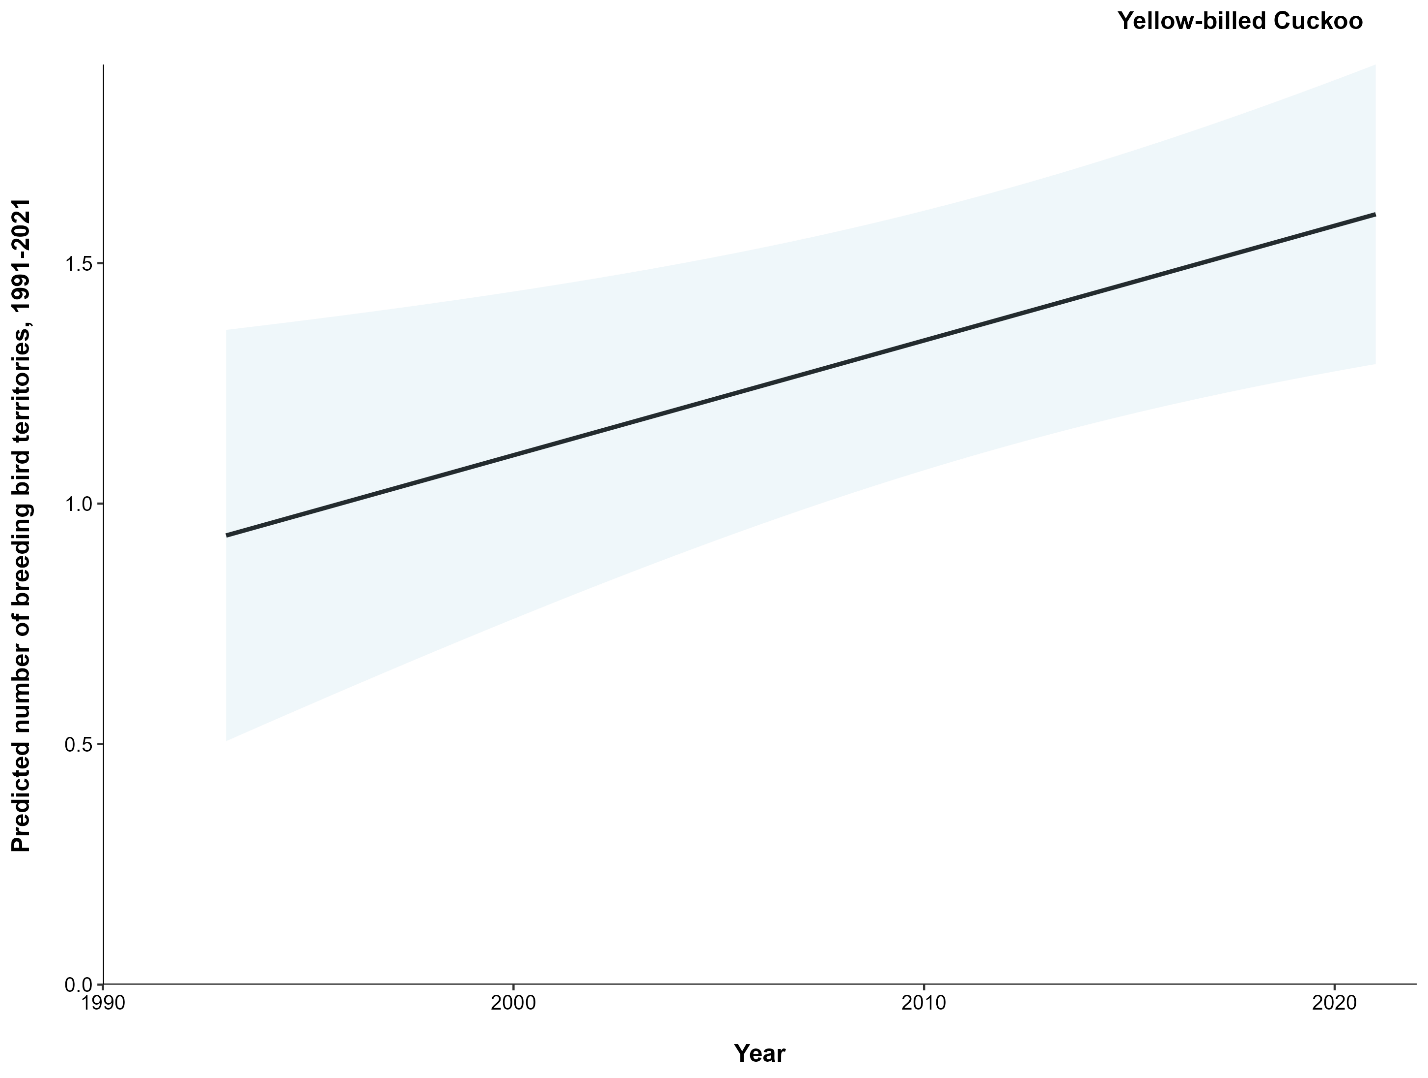 Yellow-billed Cuckoo
Predicted number of breeding bird territories, 1991-2021
1.5
1.0
0.5
0.0
1990
2000
2010
2020
Year